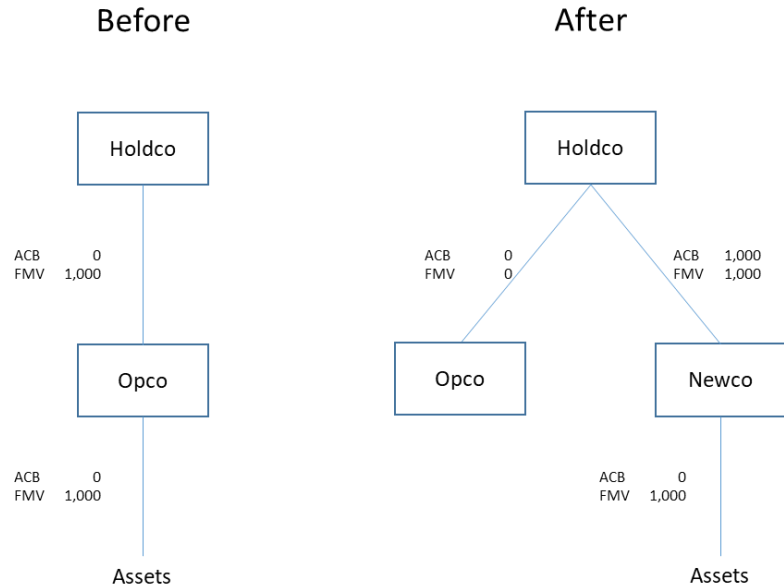 Before
Holdco
ACB 0
FMV 1,000
Opco
ACB 0
FMV 1,000
Assets
After
Holdco
ACB 0
FMV 0
ACB 1,000
FMV 1,000
Opco
Newco
ACB 0
FMV 1,000
Assets